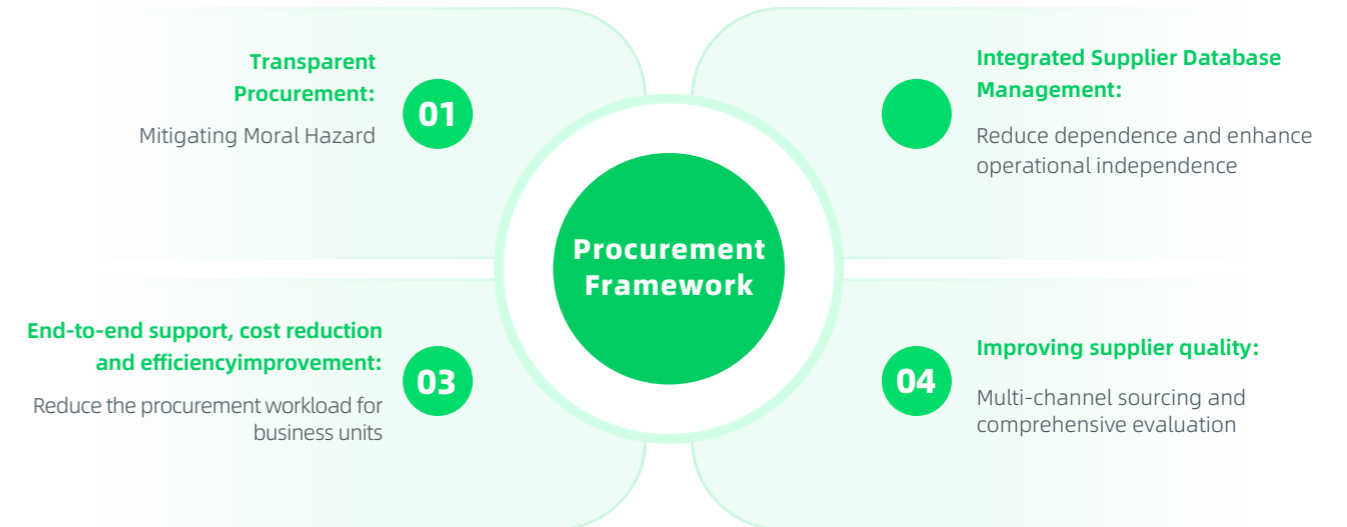 Transparent
Procurement:
Mitigating Moral Hazard
01
Integrated Supplier Database
Management:
Reduce dependence and enhance
operational independence
Procurement
Framework
End-to-end support, cost reduction
and efficiencyimprovement:
Reduce the procurement workload for
business units
03
04
Improving supplier quality:
Multi-channel sourcing and
comprehensive evaluation